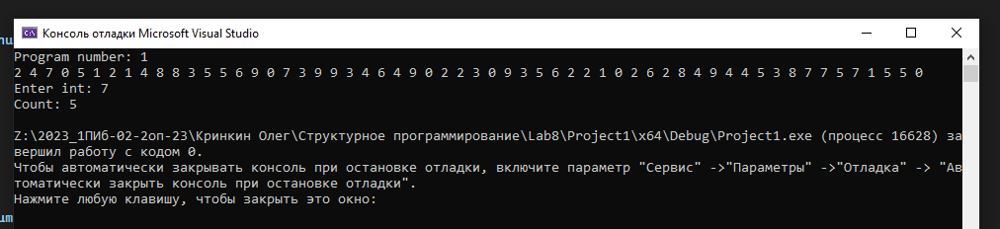 Консоль отладки Microsoft Visual Studio
Program number: 1
2 4 7 0 5 1 2 1 4 8 8 3 5 5 6 9 0 7 3 9 9 3 4 6 4 9 0 2 2 3 0 9 3 5 6 2 2 1 0 2 6 2 8 4 9 4 4 5 3 8 7 7 5 7 1 5 5 0
Enter int: 7
Count: 5
Z:\2023_1ПИб-02-2оп-23\Кринкин Олег\Структурное программирование\Lab8\Project1\x64\Debug\Project1.exe (процесс 16628) за
вершил работу с кодом 0.
Чтобы автоматически закрывать консоль при остановке отладки, включите параметр "Сервис" ->"Параметры" ->"Отладка" -> "Ав
томатически закрыть консоль при остановке отладки".
Нажмите любую клавишу, чтобы закрыть это окно: